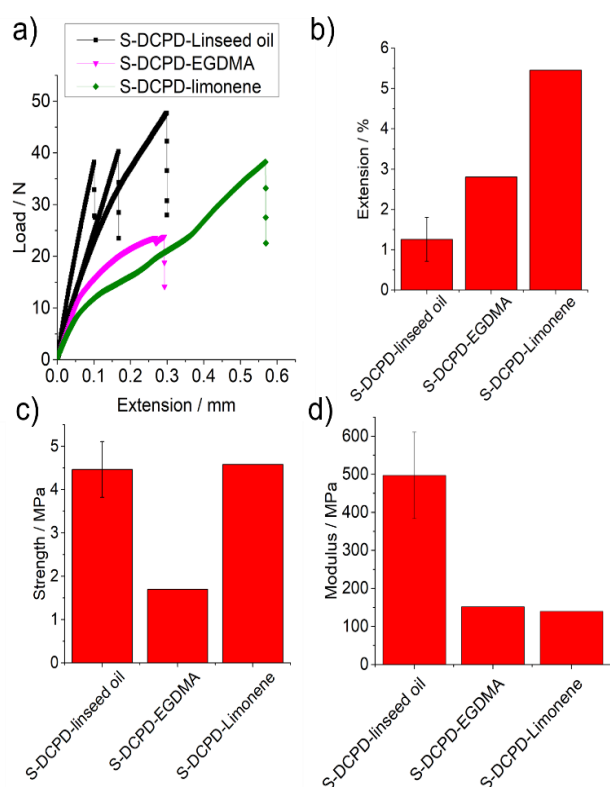 a)
S-DCPD-Linseed oil
S-DCPD-EGDMA
S-DCPD-limonene
Load / N
50
40
30
20
10
0
0.0 0.1 0.2 0.3 0.4 0.5 0.6
Extension / mm
b)
Extension / %
6
5
4
3
2
1
0
S-DCPD-linseed oil
S-DCPD-EGDMA
S-DCPD-Limonene
c)
Strength / MPa
5
4
3
2
1
0
S-DCPD-linseed oil
S-DCPD-EGDMA
S-DCPD-Limonene
d)
Modulus / MPa
600
500
400
300
200
100
0
S-DCPD-linseed oil
S-DCPD-EGDMA
S-DCPD-Limonene